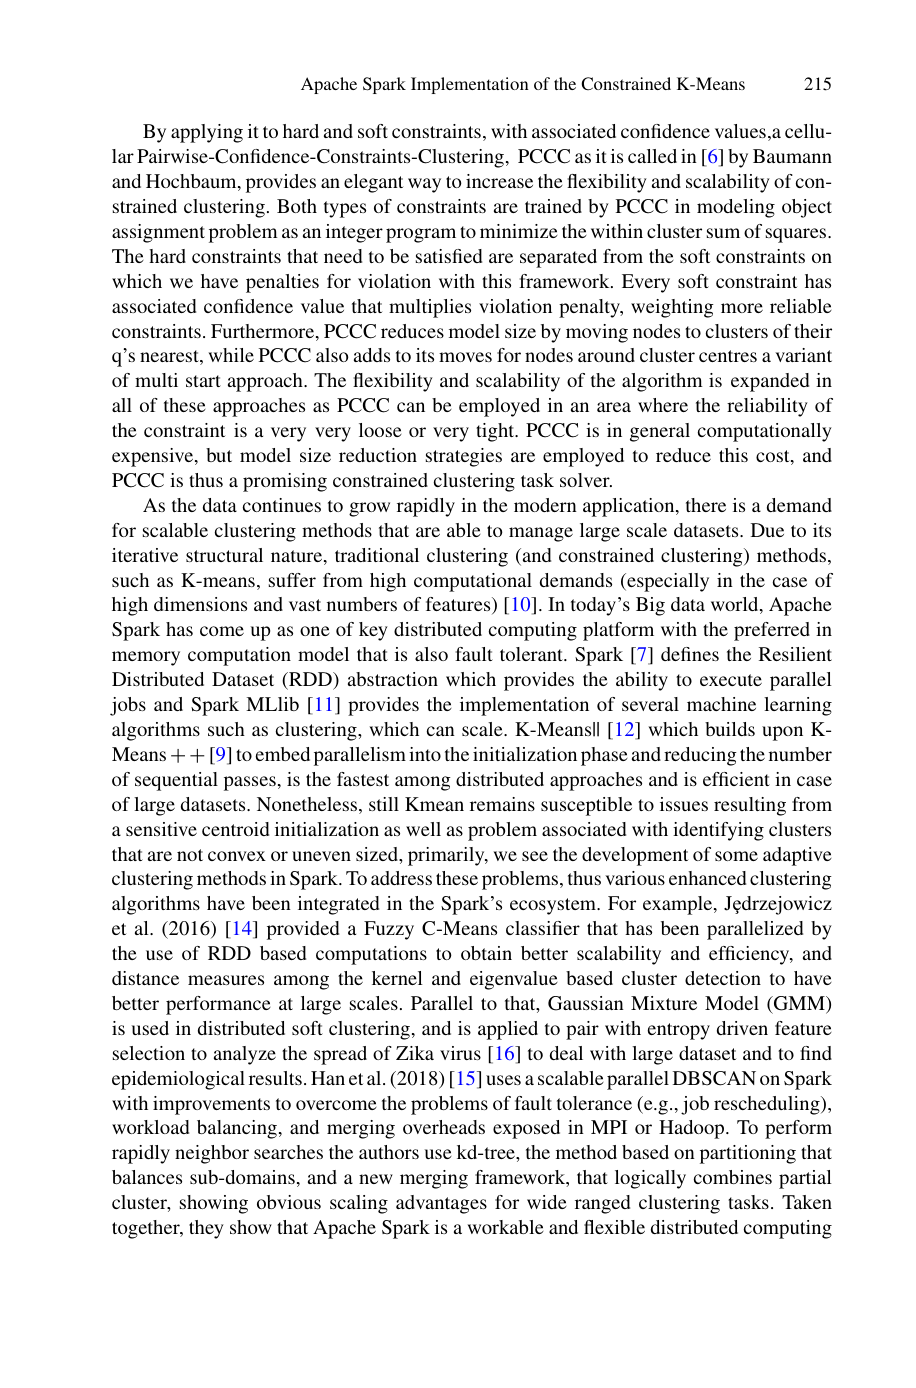 Apache Spark Implementation of the Constrained K-Means 215
By applying it to hard and soft constraints, with associated confidence values,a cellu-
lar Pairwise-Confidence-Constraints-Clustering, PCCC as it is called in [6] by Baumann
and Hochbaum, provides an elegant way to increase the flexibility and scalability of con-
strained clustering. Both types of constraints are trained by PCCC in modeling object
assignment problem as an integer program to minimize the within cluster sum of squares.
The hard constraints that need to be satisfied are separated from the soft constraints on
which we have penalties for violation with this framework. Every soft constraint has
associated confidence value that multiplies violation penalty, weighting more reliable
constraints. Furthermore, PCCC reduces model size by moving nodes to clusters of their
q's nearest, while PCCC also adds to its moves for nodes around cluster centres a variant
of multi start approach. The flexibility and scalability of the algorithm is expanded in
all of these approaches as PCCC can be employed in an area where the reliability of
the constraint is a very very loose or very tight. PCCC is in general computationally
expensive, but model size reduction strategies are employed to reduce this cost, and
PCCC is thus a promising constrained clustering task solver.
As the data continues to grow rapidly in the modern application, there is a demand
for scalable clustering methods that are able to manage large scale datasets. Due to its
iterative structural nature, traditional clustering (and constrained clustering) methods,
such as K-means, suffer from high computational demands (especially in the case of
high dimensions and vast numbers of features) [10]. In today's Big data world, Apache
Spark has come up as one of key distributed computing platform with the preferred in
memory computation model that is also fault tolerant. Spark [7] defines the Resilient
Distributed Dataset (RDD) abstraction which provides the ability to execute parallel
jobs and Spark MLlib [11] provides the implementation of several machine learning
algorithms such as clustering, which can scale. K-Means|| [12] which builds upon K-
Means + + [9] to embed parallelism into the initialization phase and reducing the number
of sequential passes, is the fastest among distributed approaches and is efficient in case
of large datasets. Nonetheless, still Kmean remains susceptible to issues resulting from
a sensitive centroid initialization as well as problem associated with identifying clusters
that are not convex or uneven sized, primarily, we see the development of some adaptive
clustering methods in Spark. To address these problems, thus various enhanced clustering
algorithms have been integrated in the Spark's ecosystem. For example, Jędrzejowicz
et al. (2016) [14] provided a Fuzzy C-Means classifier that has been parallelized by
the use of RDD based computations to obtain better scalability and efficiency, and
distance measures among the kernel and eigenvalue based cluster detection to have
better performance at large scales. Parallel to that, Gaussian Mixture Model (GMM)
is used in distributed soft clustering, and is applied to pair with entropy driven feature
selection to analyze the spread of Zika virus [16] to deal with large dataset and to find
epidemiological results. Han et al. (2018) [15] uses a scalable parallel DBSCAN on Spark
with improvements to overcome the problems of fault tolerance (e.g., job rescheduling),
workload balancing, and merging overheads exposed in MPI or Hadoop. To perform
rapidly neighbor searches the authors use kd-tree, the method based on partitioning that
balances sub-domains, and a new merging framework, that logically combines partial
cluster, showing obvious scaling advantages for wide ranged clustering tasks. Taken
together, they show that Apache Spark is a workable and flexible distributed computing